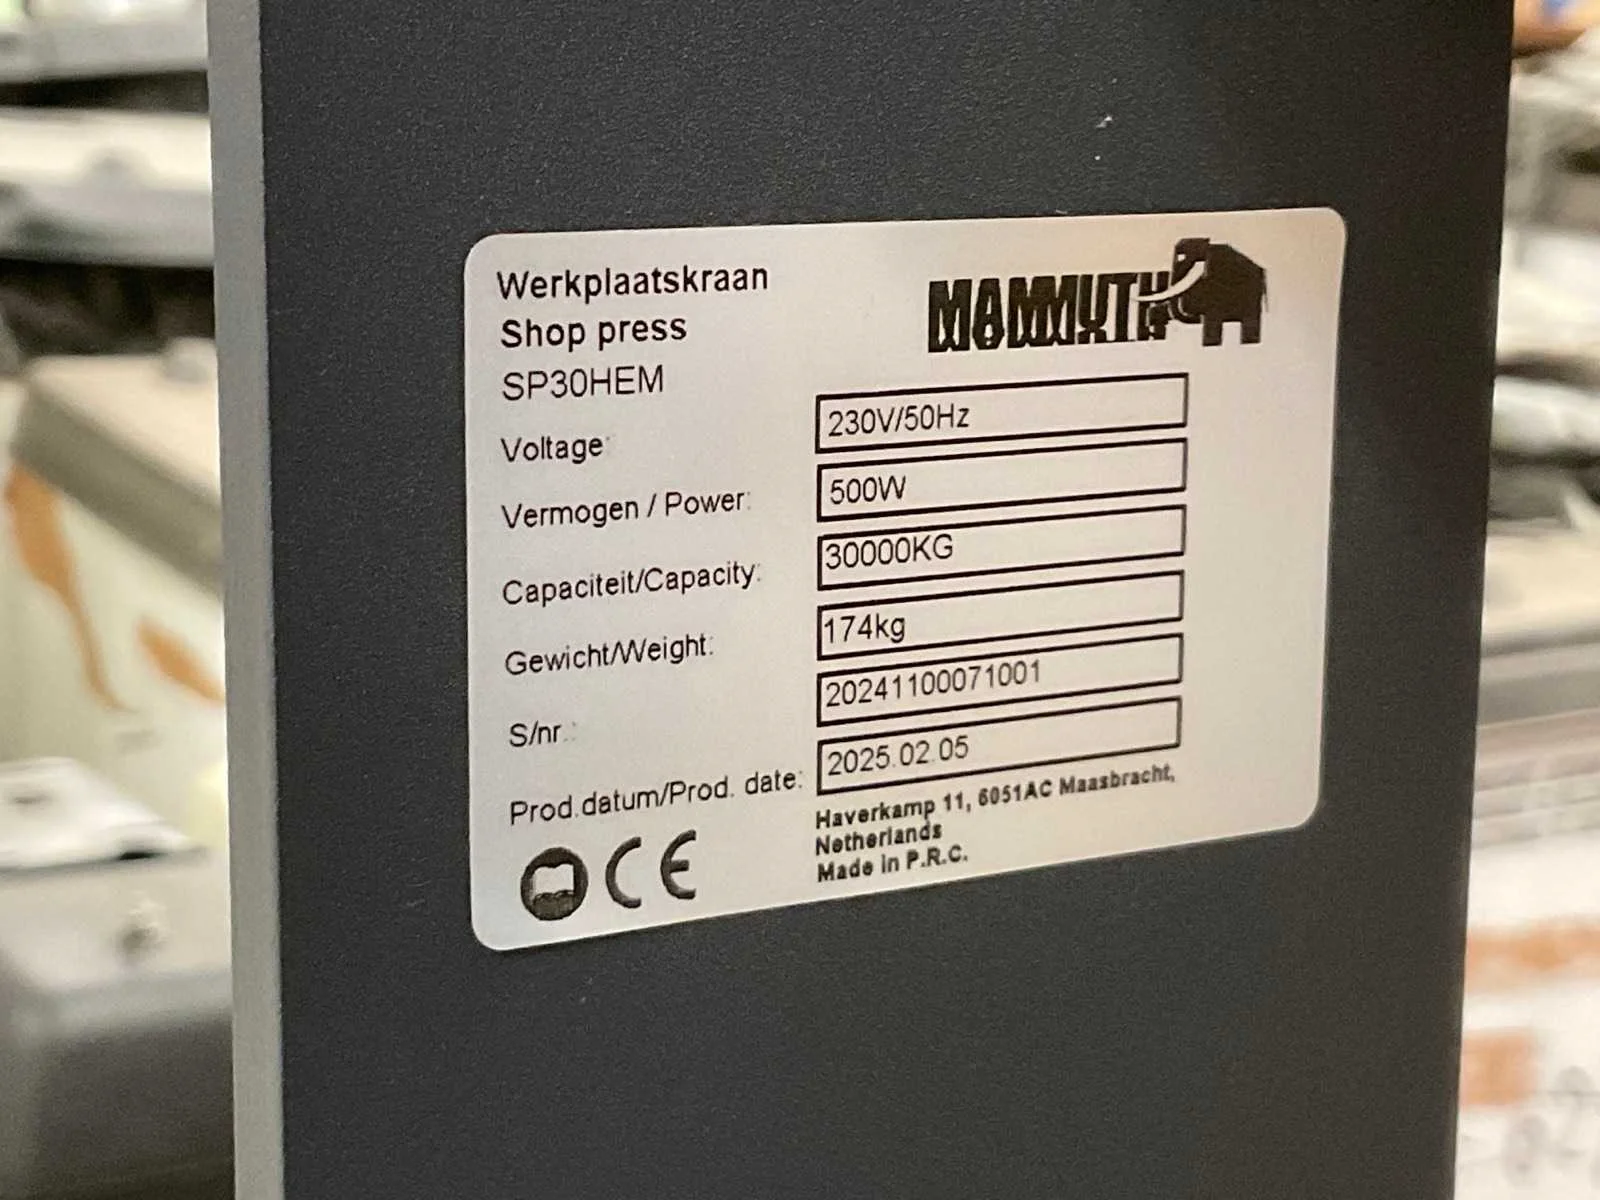 Werkplaatskraan
Shop press
SP30HEM
MAMMUTH
Voltage: 230V/50Hz
Vermogen / Power: 500W
Capaciteit/Capacity: 30000KG
Gewicht/Weight: 174kg
S/nr.: 20241100071001
Prod.datum/Prod. date: 2025.02.05
Haverkamp 11, 6051AC Maasbracht,
Netherlands
Made in P.R.C.
CE